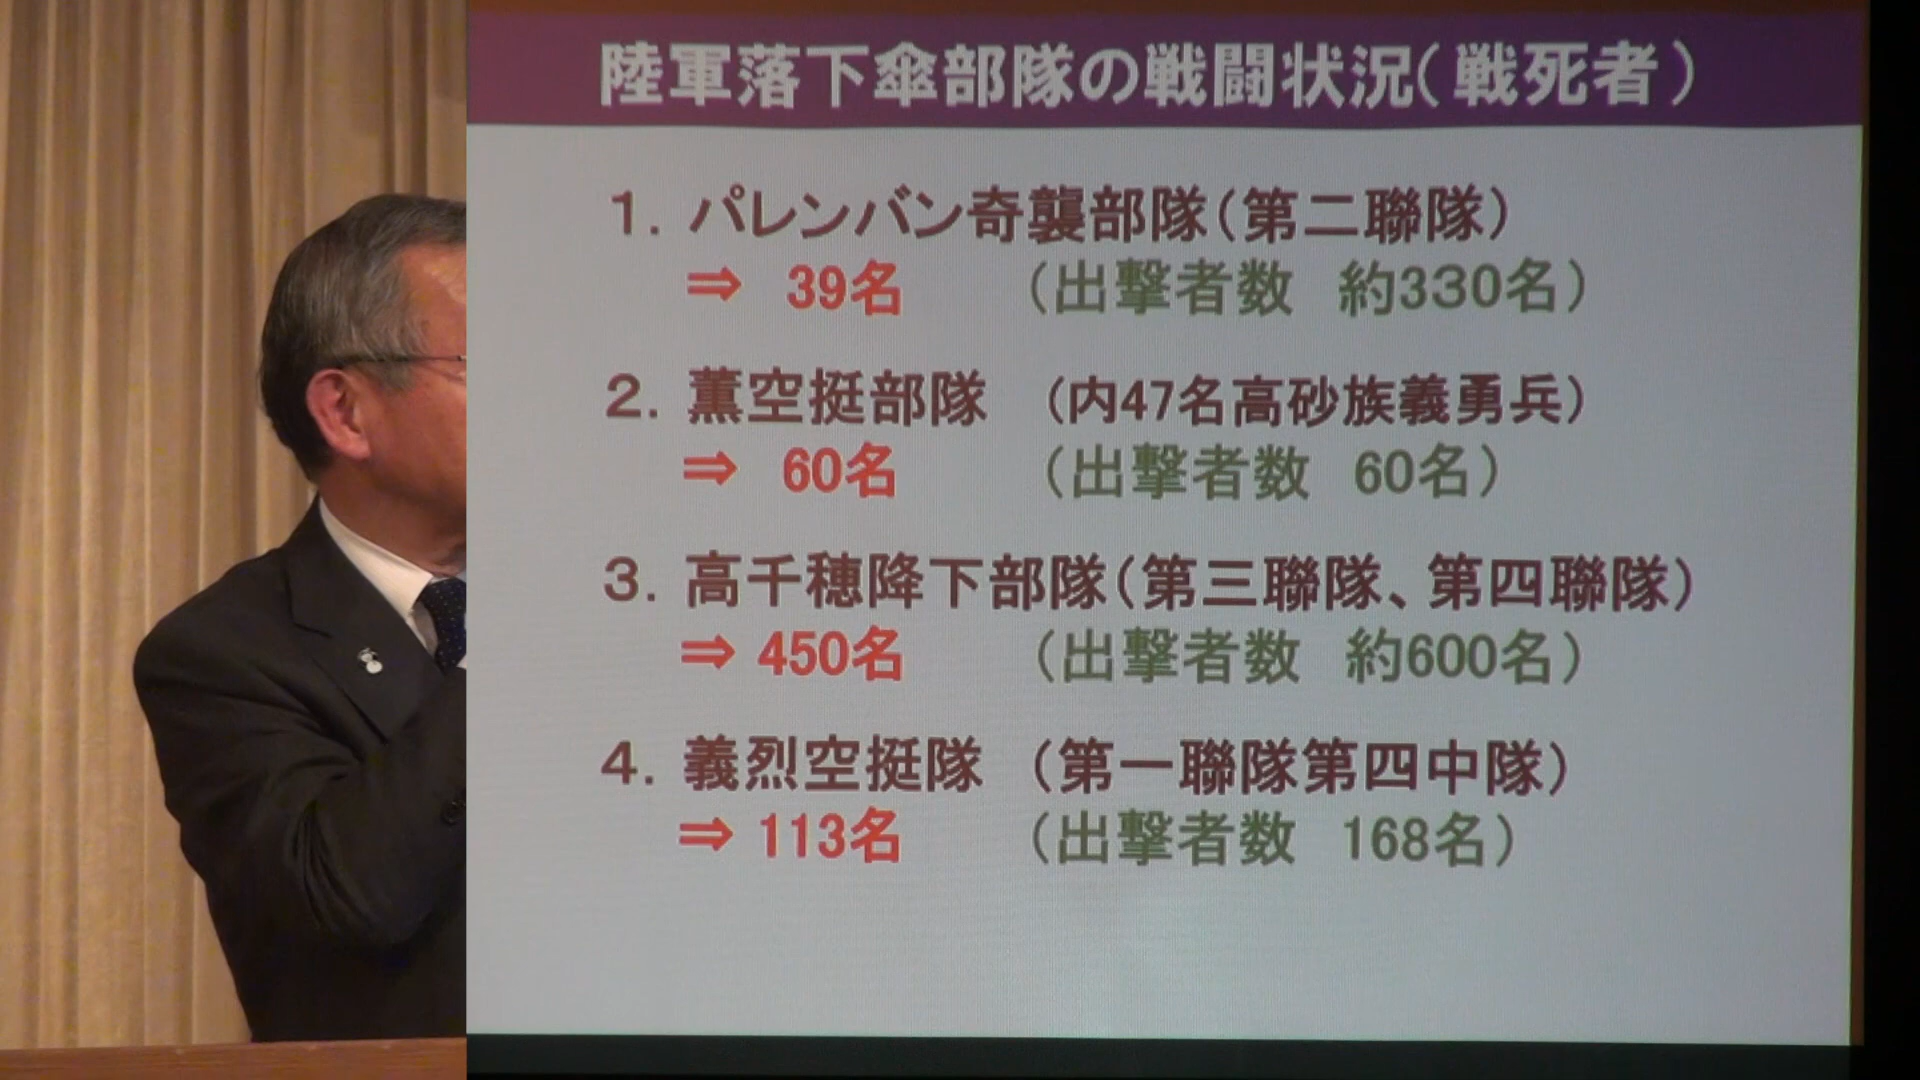 陸軍落下傘部隊の戦闘状況(戦死者)
1. パレンバン奇襲部隊(第二聯隊)
⇒ 39名 (出撃者数 約330名)
2. 薫空挺部隊 (内47名高砂族義勇兵)
⇒ 60名 (出撃者数 60名)
3. 高千穂降下部隊(第三聯隊、第四聯隊)
⇒ 450名 (出撃者数 約600名)
4. 義烈空挺隊 (第一聯隊第四中隊)
⇒ 113名 (出撃者数 168名)